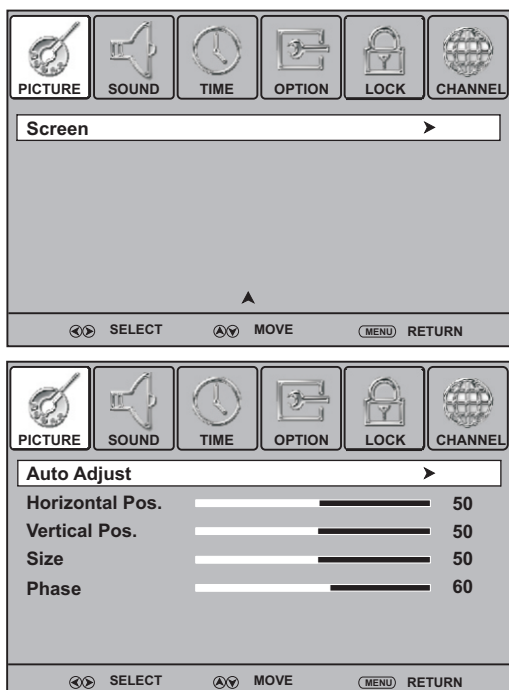 PICTURE SOUND TIME OPTION LOCK CHANNEL
Screen
SELECT MOVE MENU RETURN
PICTURE SOUND TIME OPTION LOCK CHANNEL
Auto Adjust
Horizontal Pos. 50
Vertical Pos. 50
Size 50
Phase 60
SELECT MOVE MENU RETURN